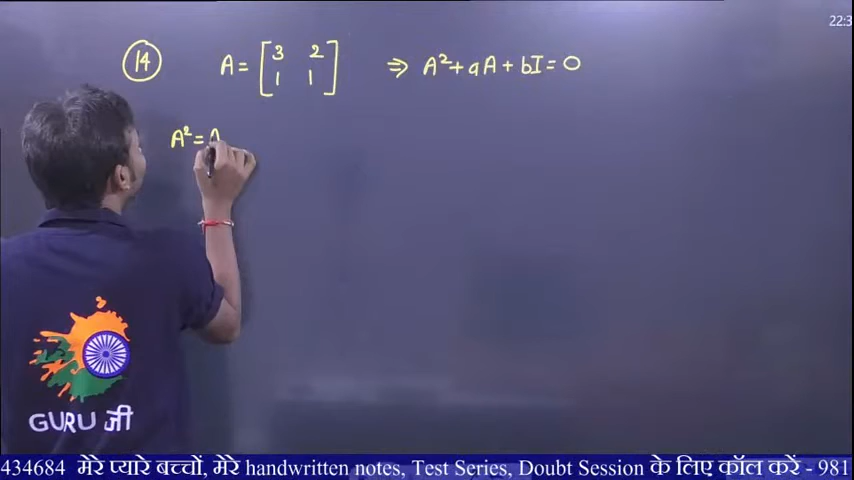 22:3
14 A = [ 3 2 ] ⇒ A² + aA + bI = 0
[ 1 1 ]
A² = A
GURU जी
434684 मेरे प्यारे बच्चों, मेरे handwritten notes, Test Series, Doubt Session के लिए कॉल करें - 981